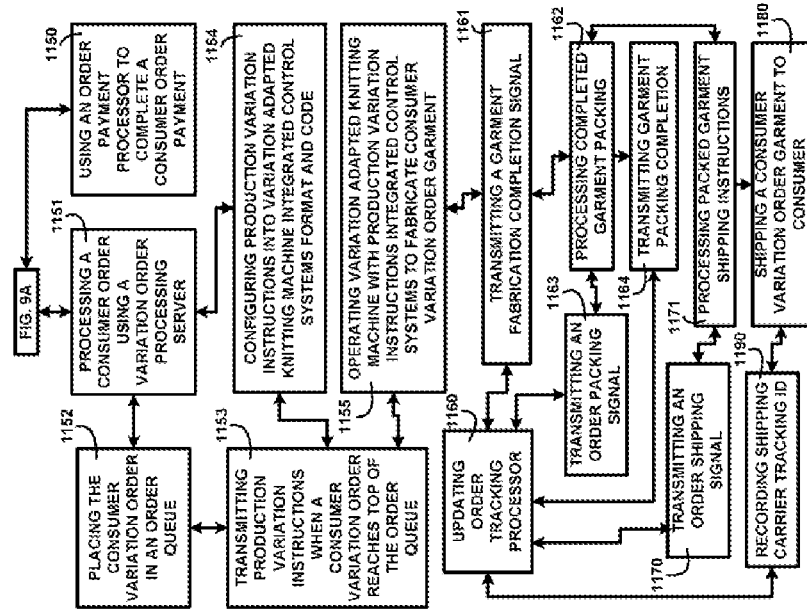 FIG. 9A
1150
USING AN ORDER
PAYMENT
PROCESSOR TO
COMPLETE A
CONSUMER ORDER
PAYMENT
1151
PROCESSING A
CONSUMER ORDER
USING A
VARIATION ORDER
PROCESSING
SERVER
1152
PLACING THE
CONSUMER
VARIATION ORDER
IN AN ORDER
QUEUE
1164
CONFIGURING PRODUCTION VARIATION
INSTRUCTIONS INTO VARIATION ADAPTED
KNITTING MACHINE INTEGRATED CONTROL
SYSTEMS FORMAT AND CODE
1153
TRANSMITTING
PRODUCTION
VARIATION
INSTRUCTIONS
WHEN A
CONSUMER
VARIATION ORDER
REACHES TOP OF
THE ORDER
QUEUE
1155
OPERATING VARIATION ADAPTED KNITTING
MACHINE WITH PRODUCTION VARIATION
INSTRUCTIONS INTEGRATED CONTROL
SYSTEMS TO FABRICATE CONSUMER
VARIATION ORDER GARMENT
1160
UPDATING
ORDER
TRACKING
PROCESSOR
1161
TRANSMITTING A GARMENT
FABRICATION COMPLETION SIGNAL
1162
PROCESSING COMPLETED
GARMENT PACKING
1163
TRANSMITTING AN
ORDER PACKING
SIGNAL
1164
TRANSMITTING GARMENT
PACKING COMPLETION
1170
TRANSMITTING AN
ORDER SHIPPING
SIGNAL
1171
PROCESSING PACKED GARMENT
SHIPPING INSTRUCTIONS
1190
RECORDING SHIPPING
CARRIER TRACKING ID
1180
SHIPPING A CONSUMER
VARIATION ORDER GARMENT TO
CONSUMER